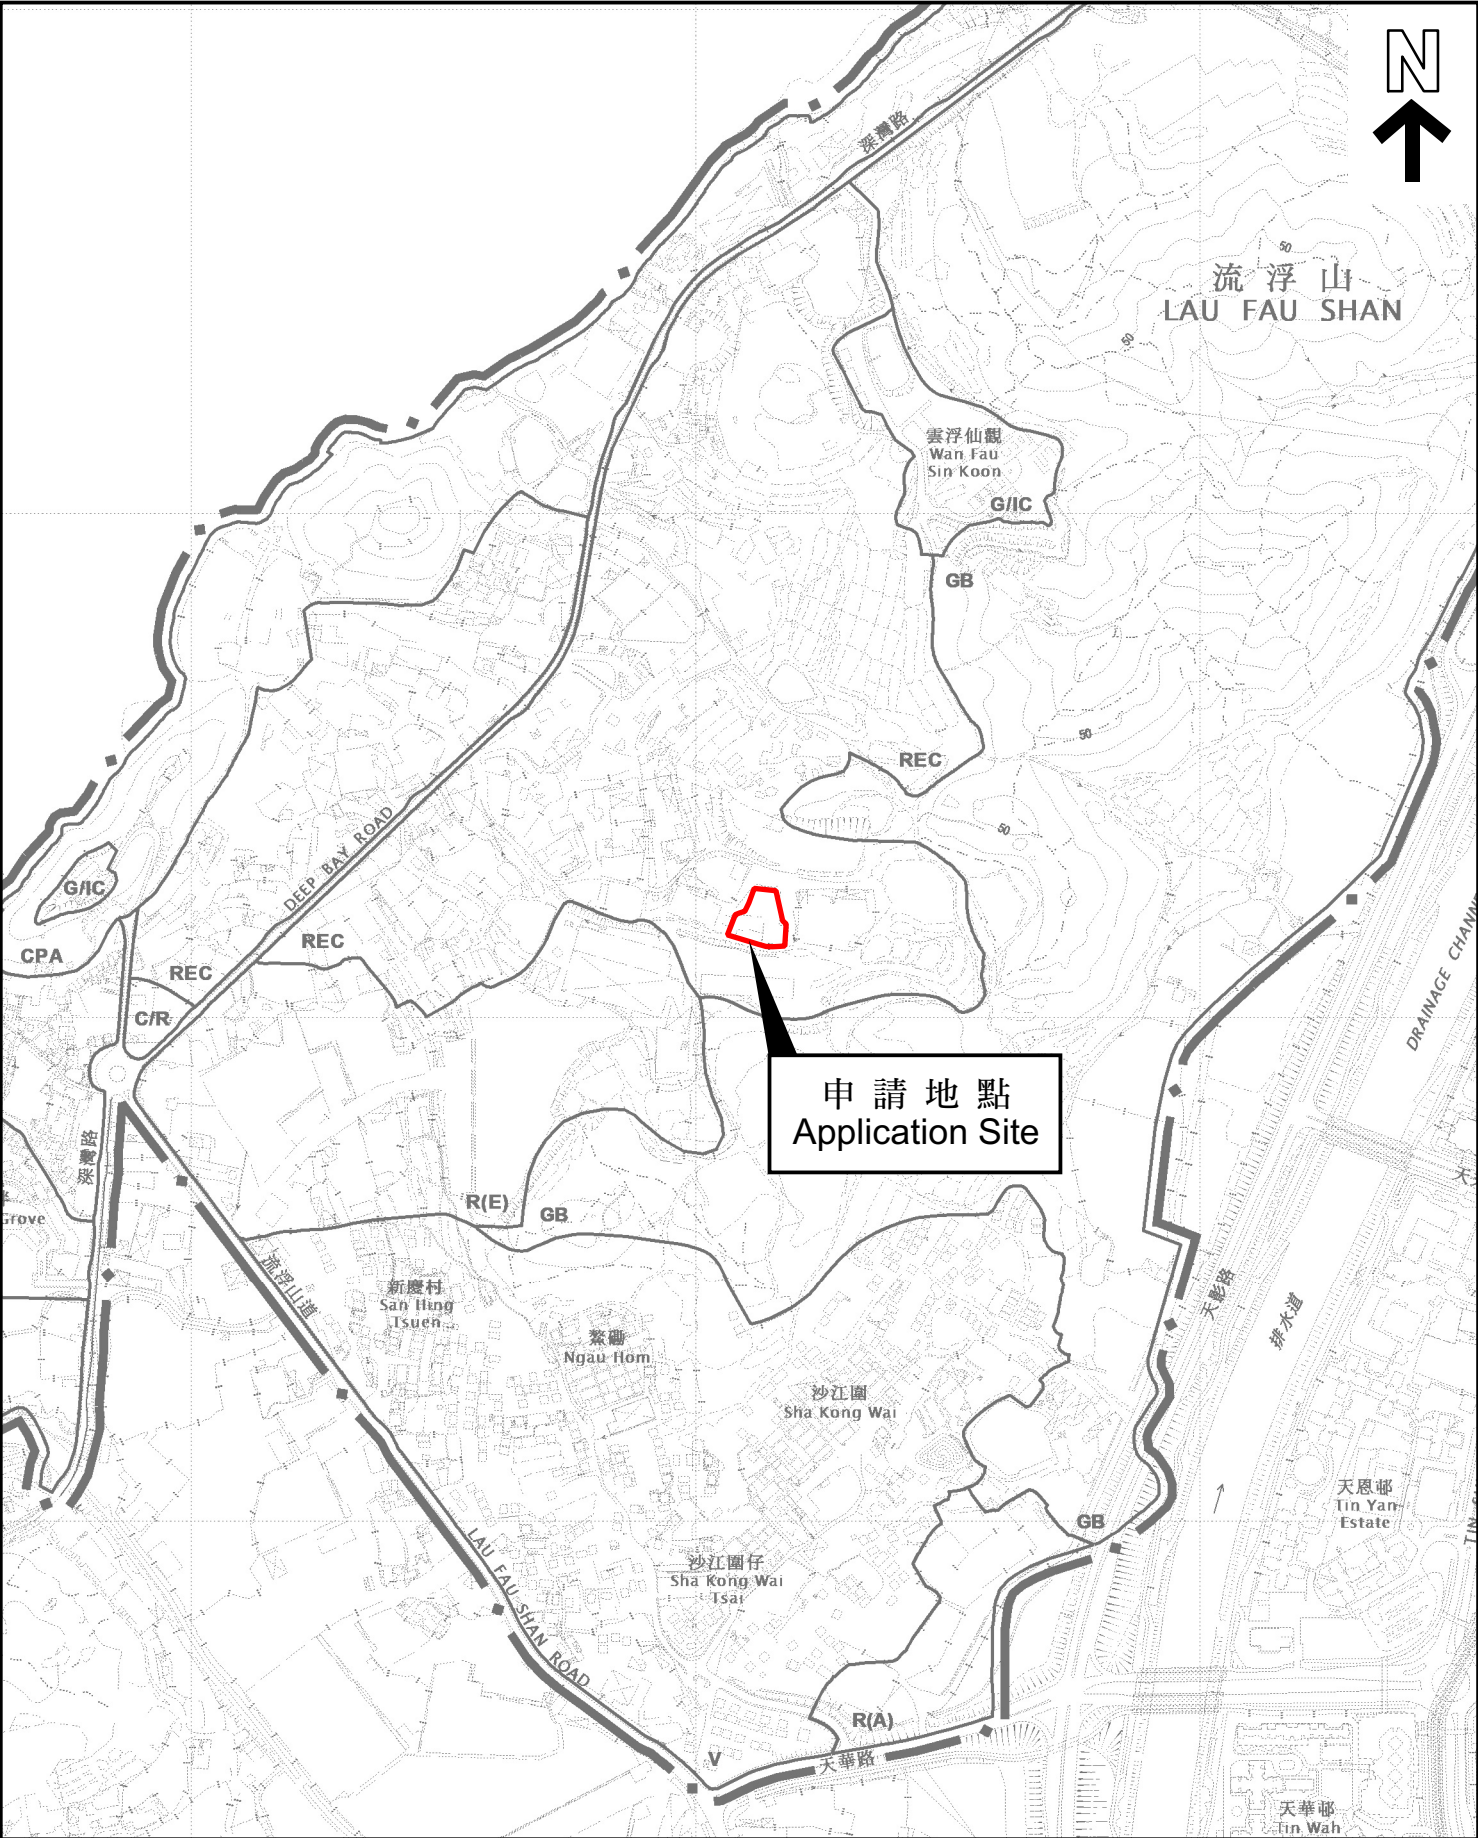 N
深灣路
50
流浮山
LAU FAU SHAN
50
雲浮仙觀
Wan Fau
Sin Koon
G/IC
GB
50
REC
50
DEEP BAY ROAD
G/IC
CPA
REC
REC
C/R
DRAINAGE
申請地點
Application Site
深灣路
Grove
R(E)
GB
流浮山道
新慶村
San Hing
Tsuen
鰲磡
Ngau Hom
天影路
排水道
沙江圍
Sha Kong Wai
天恩邨
Tin Yan
Estate
GB
LAU FAU SHAN ROAD
沙江圍仔
Sha Kong Wai
Tsai
R(A)
V
天華路
天華邨
Tin Wah